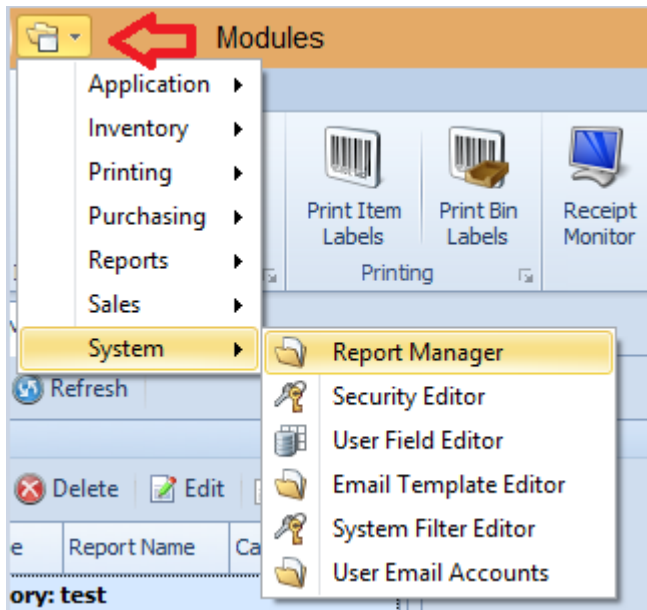 Modules
Application
Inventory
Printing
Purchasing
Reports
Sales
System
Print Item
Labels
Print Bin
Labels
Receipt
Monitor
Printing
Report Manager
Security Editor
User Field Editor
Email Template Editor
System Filter Editor
User Email Accounts
Refresh
Delete Edit
e Report Name Ca
ory: test